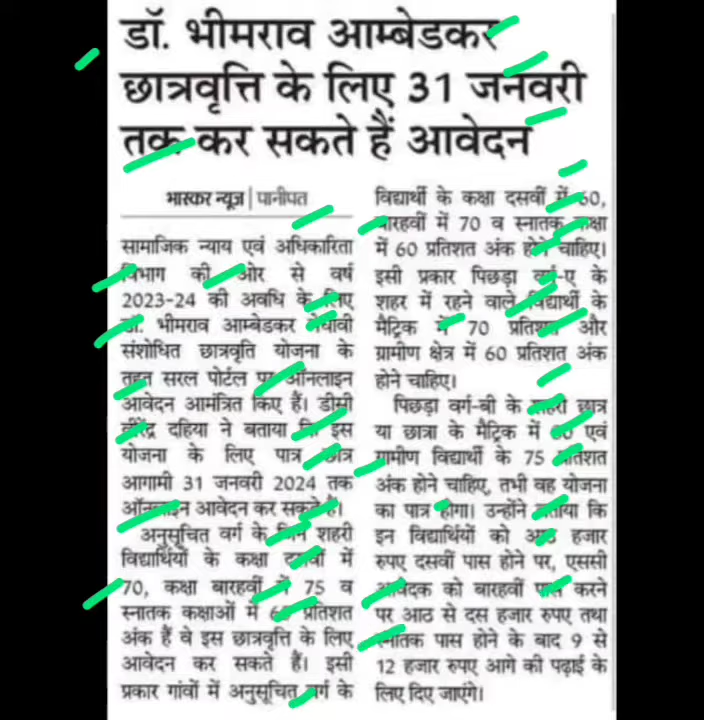 डॉ. भीमराव आम्बेडकर
छात्रवृत्ति के लिए 31 जनवरी
तक कर सकते हैं आवेदन
भास्कर न्यूज | पानीपत
सामाजिक न्याय एवं अधिकारिता
विभाग की ओर से वर्ष
2023-24 की अवधि के लिए
डॉ. भीमराव आम्बेडकर मेधावी
संशोधित छात्रवृति योजना के
तहत सरल पोर्टल पर ऑनलाइन
आवेदन आमंत्रित किए हैं। डीसी
वीरेंद्र दहिया ने बताया कि इस
योजना के लिए पात्र छात्र
आगामी 31 जनवरी 2024 तक
ऑनलाइन आवेदन कर सकते हैं।
अनुसूचित वर्ग के जिन शहरी
विद्यार्थियों के कक्षा दसवीं में
70, कक्षा बारहवीं में 75 व
स्नातक कक्षाओं में प्रतिशत
अंक हैं वे इस छात्रवृत्ति के लिए
आवेदन कर सकते हैं। इसी
प्रकार गांवों में अनुसूचित वर्ग के
विद्यार्थी के कक्षा दसवीं में 60,
बारहवीं में 70 व स्नातक कक्षा
में 60 प्रतिशत अंक होने चाहिए।
इसी प्रकार पिछड़ा वर्ग-ए के
शहर में रहने वाले विद्यार्थी के
मैट्रिक में 70 प्रतिशत और
ग्रामीण क्षेत्र में 60 प्रतिशत अंक
होने चाहिए।
पिछड़ा वर्ग-बी के शहरी छात्र
या छात्रा के मैट्रिक में एवं
ग्रामीण विद्यार्थी के 75 प्रतिशत
अंक होने चाहिए, तभी वह योजना
का पात्र होगा। उन्होंने बताया कि
इन विद्यार्थियों को आठ हजार
रुपए दसवीं पास होने पर, एससी
आवेदक को बारहवीं पास करने
पर आठ से दस हजार रुपए तथा
स्नातक पास होने के बाद 9 से
12 हजार रुपए आगे की पढ़ाई के
लिए दिए जाएंगे।